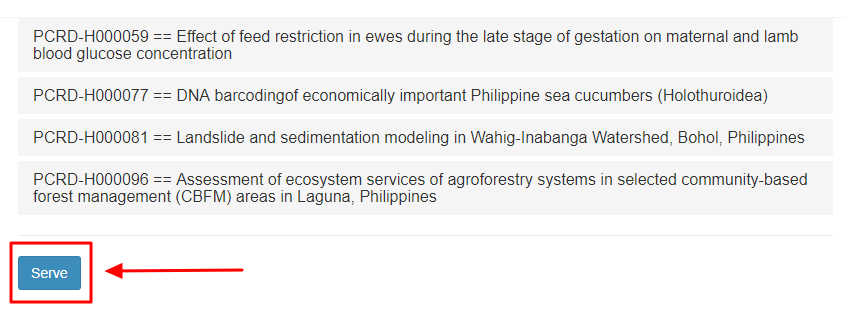 PCRD-H000059 == Effect of feed restriction in ewes during the late stage of gestation on maternal and lamb
blood glucose concentration
PCRD-H000077 == DNA barcodingof economically important Philippine sea cucumbers (Holothuroidea)
PCRD-H000081 == Landslide and sedimentation modeling in Wahig-Inabanga Watershed, Bohol, Philippines
PCRD-H000096 == Assessment of ecosystem services of agroforestry systems in selected community-based
forest management (CBFM) areas in Laguna, Philippines
Serve